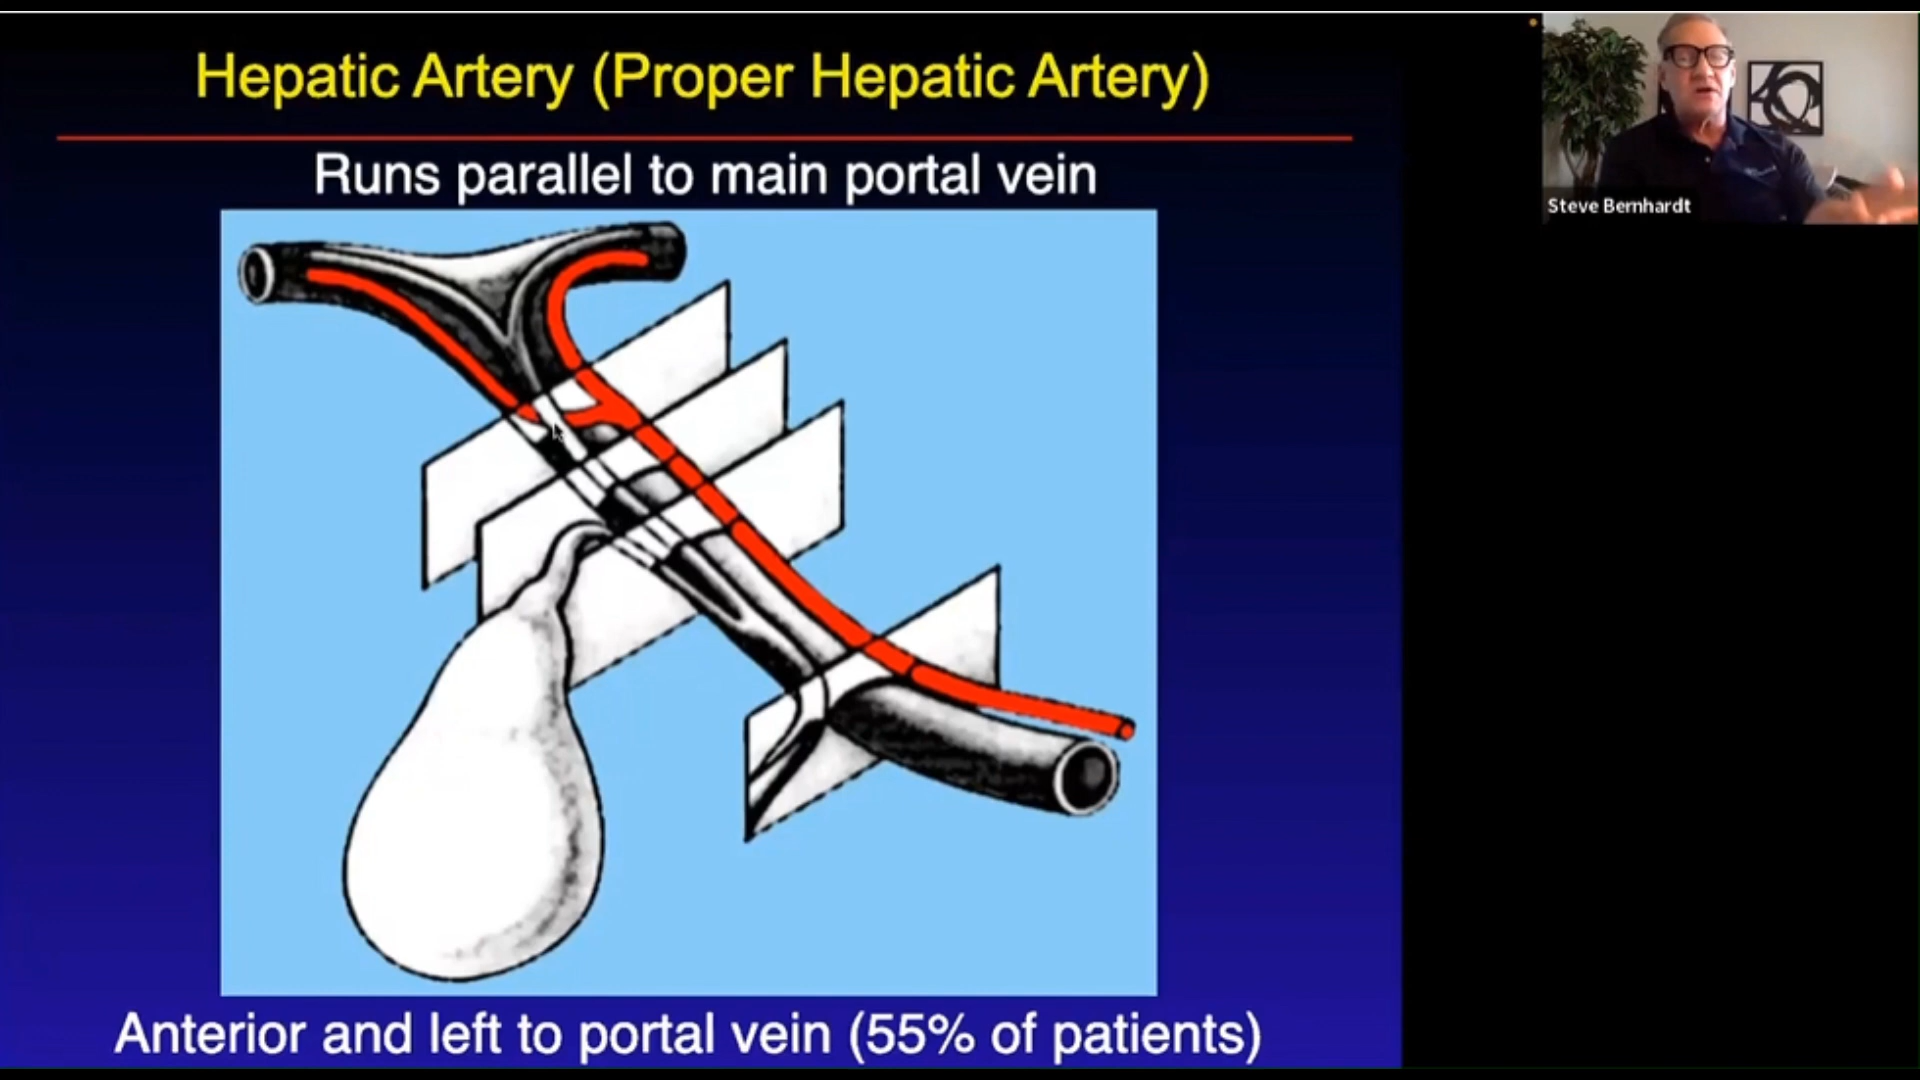 Hepatic Artery (Proper Hepatic Artery)
Runs parallel to main portal vein
Steve Bernhardt
Anterior and left to portal vein (55% of patients)